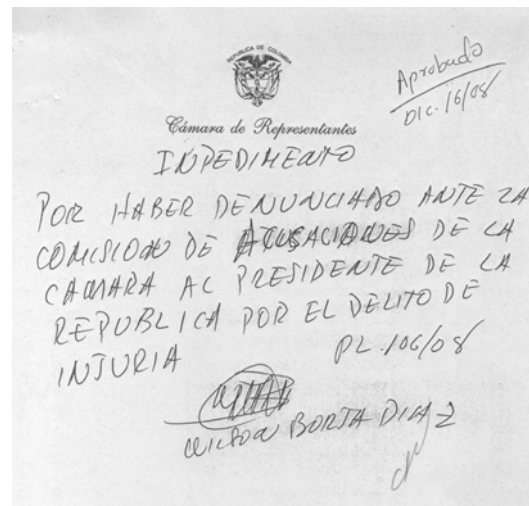 REPUBLICA DE COLOMBIA
Aprobado
DIC. 16/08
Cámara de Representantes
IMPEDIMENTO
POR HABER DENUNCIADO ANTE LA
COMISION DE ACUSACIONES DE LA
CAMARA AL PRESIDENTE DE LA
REPUBLICA POR EL DELITO DE
INJURIA PL.106/08
WILSON BORJA DIAZ